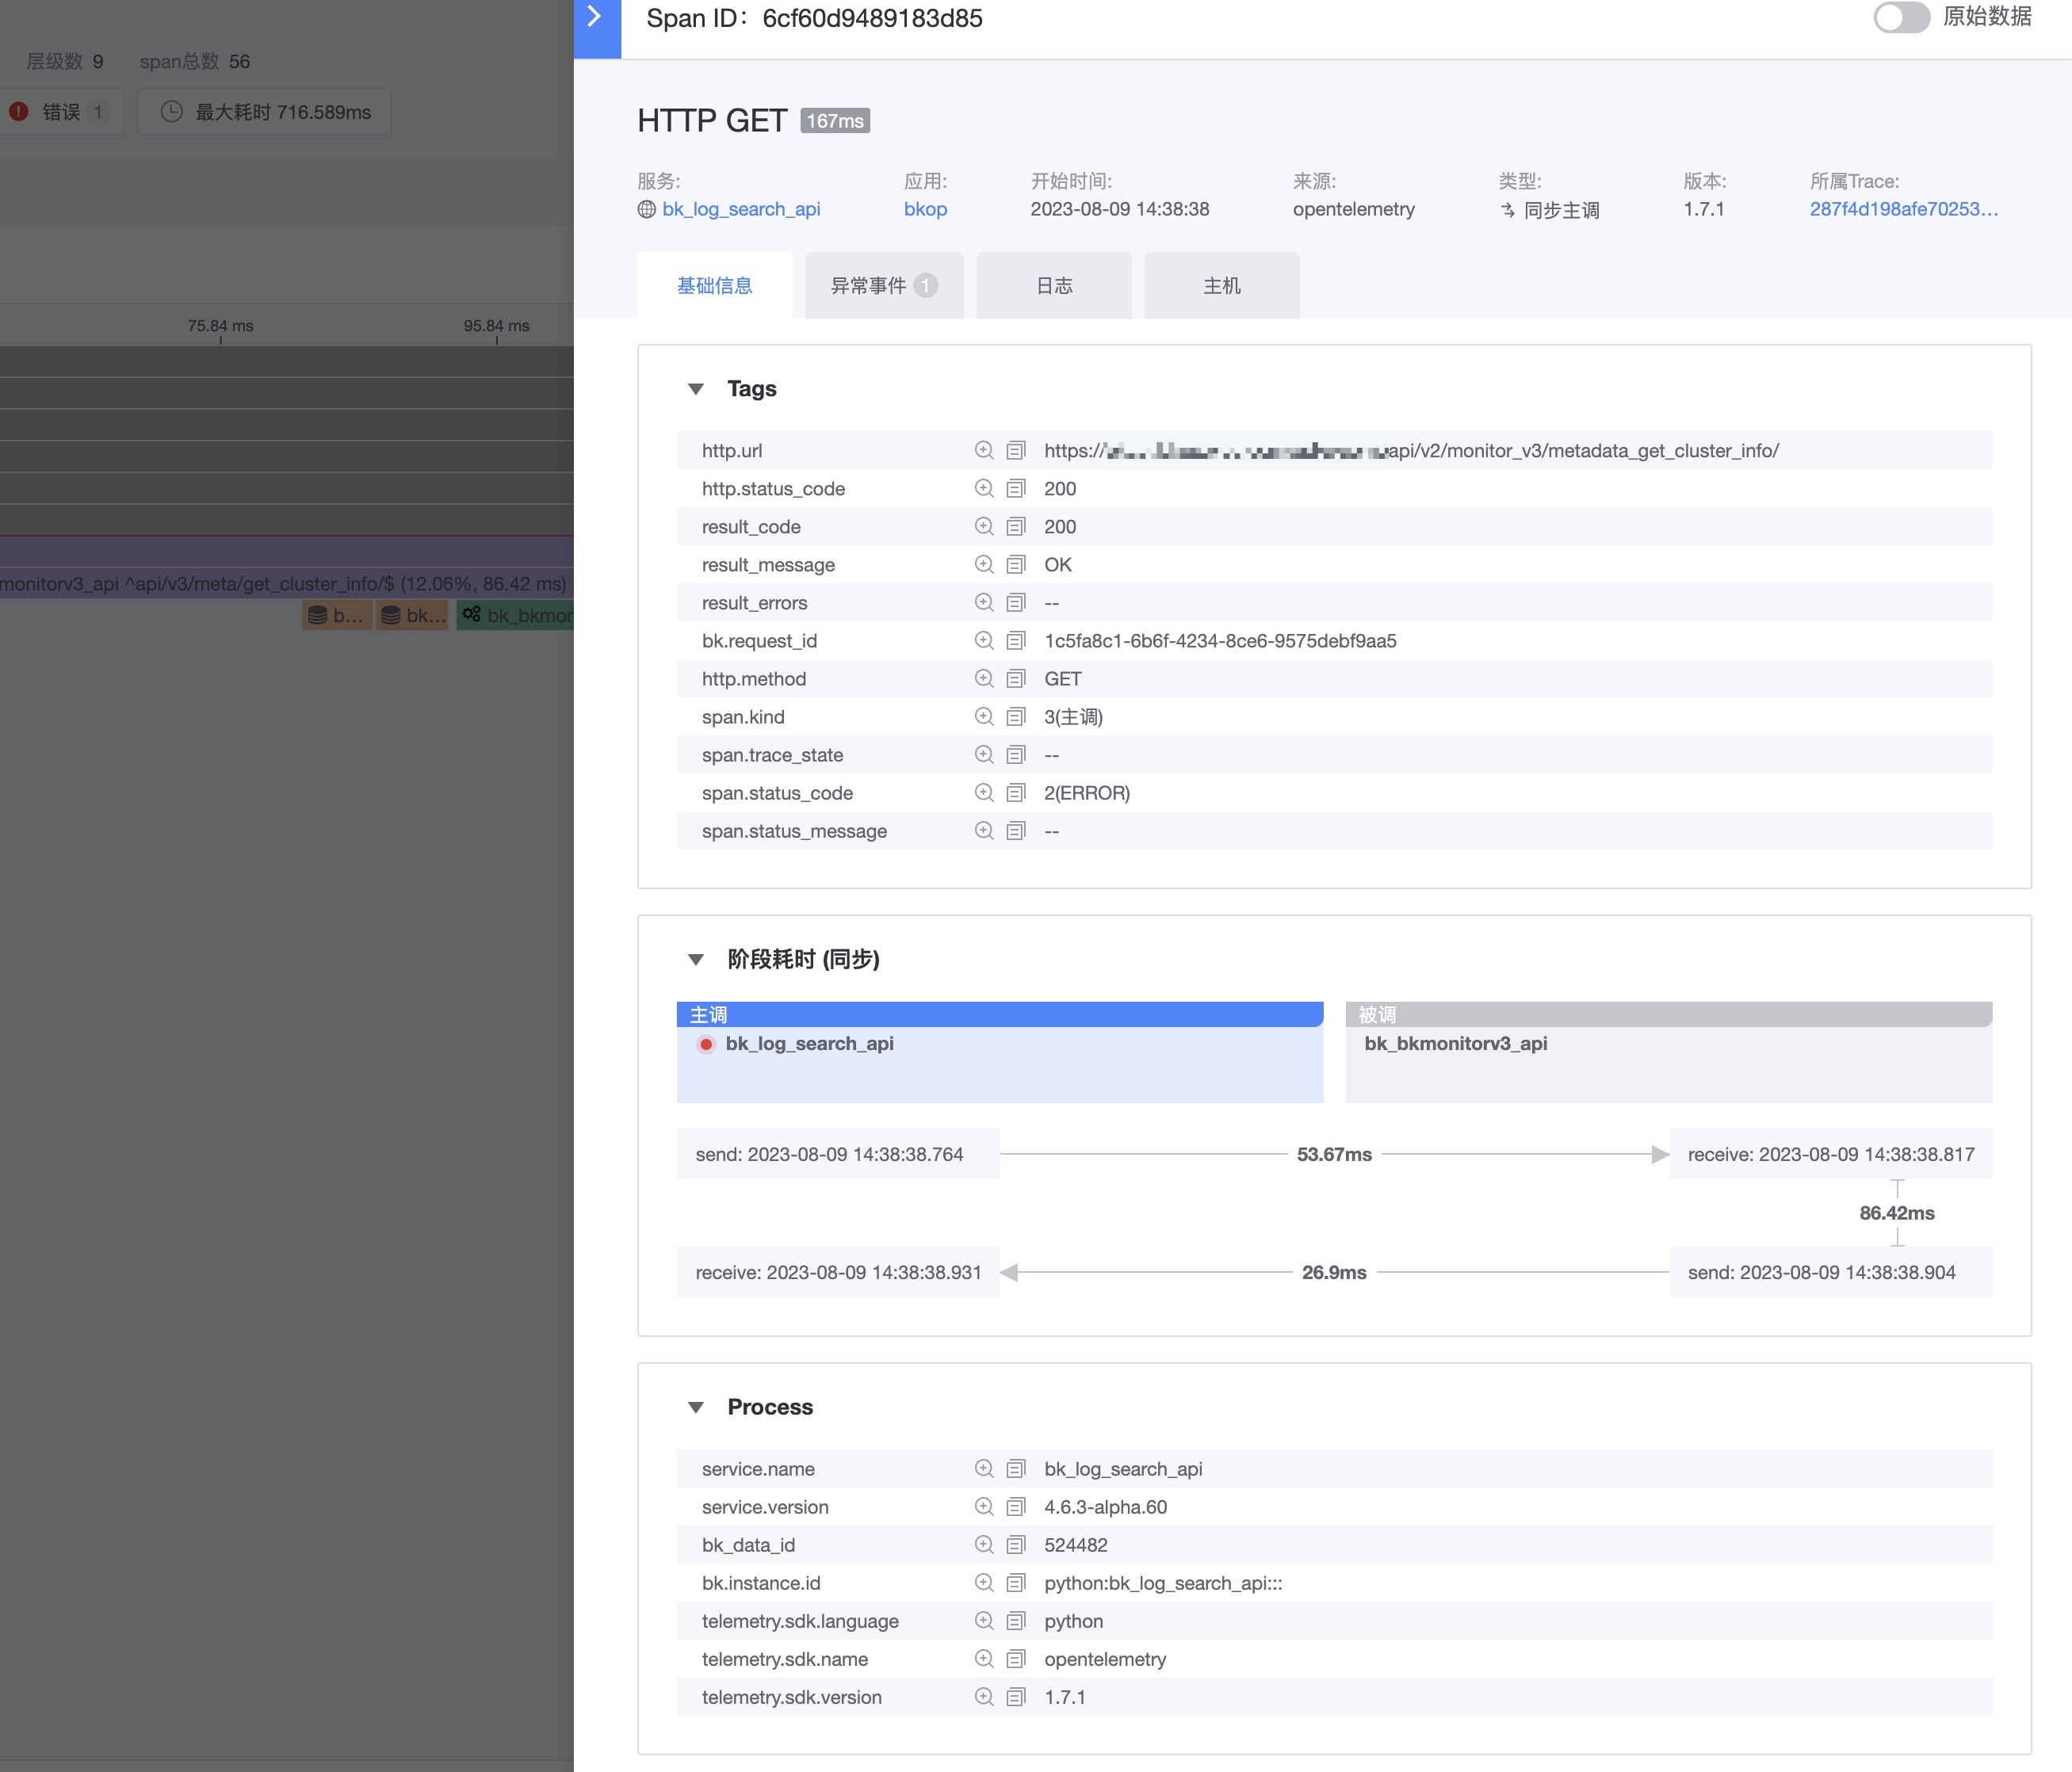 Span ID：6cf60d9489183d85
原始数据
层级数 9 span总数 56
错误 1 最大耗时 716.589ms
75.84 ms 95.84 ms
monitorv3_api ^api/v3/meta/get_cluster_info/$ (12.06%, 86.42 ms)
b... bk... bk_bkmor
HTTP GET 167ms
服务: 应用: 开始时间: 来源: 类型: 版本: 所属Trace:
bk_log_search_api bkop 2023-08-09 14:38:38 opentelemetry 同步主调 1.7.1 287f4d198afe70253...
基础信息 异常事件 1 日志 主机
Tags
http.url https:// api/v2/monitor_v3/metadata_get_cluster_info/
http.status_code 200
result_code 200
result_message OK
result_errors --
bk.request_id 1c5fa8c1-6b6f-4234-8ce6-9575debf9aa5
http.method GET
span.kind 3(主调)
span.trace_state --
span.status_code 2(ERROR)
span.status_message --
阶段耗时 (同步)
主调 被调
bk_log_search_api bk_bkmonitorv3_api
send: 2023-08-09 14:38:38.764 53.67ms receive: 2023-08-09 14:38:38.817
86.42ms
receive: 2023-08-09 14:38:38.931 26.9ms send: 2023-08-09 14:38:38.904
Process
service.name bk_log_search_api
service.version 4.6.3-alpha.60
bk_data_id 524482
bk.instance.id python:bk_log_search_api:::
telemetry.sdk.language python
telemetry.sdk.name opentelemetry
telemetry.sdk.version 1.7.1